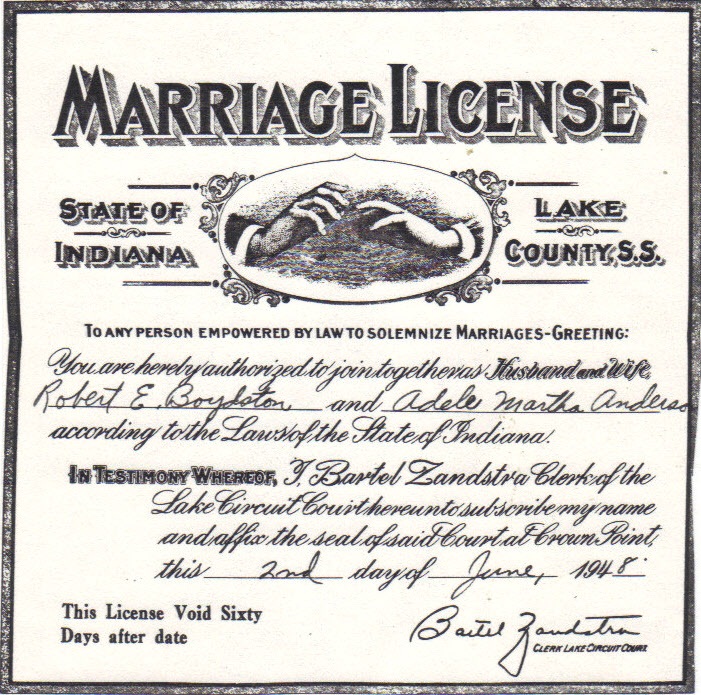 MARRIAGE LICENSE
STATE OF INDIANA
LAKE COUNTY, S.S.
TO ANY PERSON EMPOWERED BY LAW TO SOLEMNIZE MARRIAGES-GREETING:
You are hereby authorized to join together as Husband and Wife,
Robert E. Boydston and Adele Martha Anderso
according to the Laws of the State of Indiana.
IN TESTIMONY WHEREOF, I, Bartel Zandstra Clerk of the
Lake Circuit Court hereunto subscribe my name
and affix the seal of said Court at Crown Point,
this 2nd day of June, 1948.
This License Void Sixty
Days after date
Bartel Zandstra
CLERK LAKE CIRCUIT COURT.